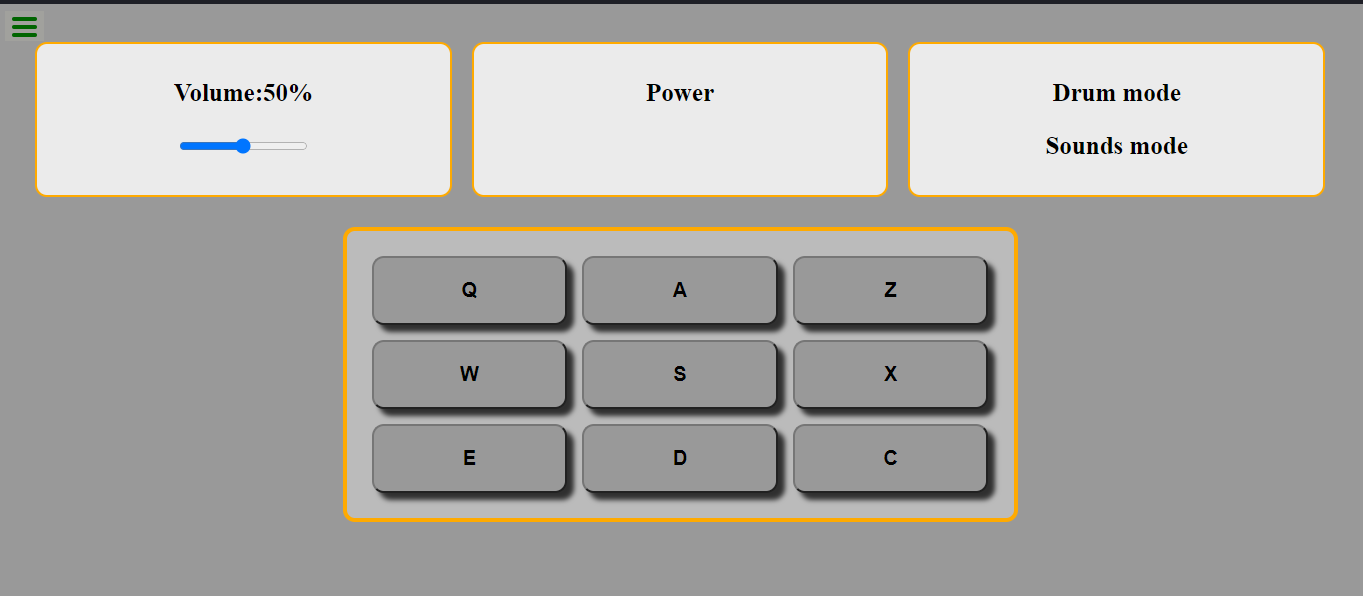 Volume:50%
Power
Drum mode
Sounds mode
Q A Z
W S X
E D C